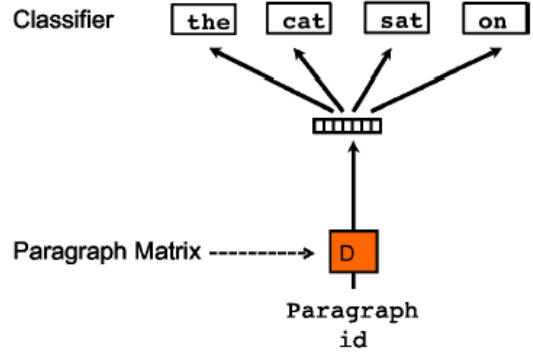 Classifier
the cat sat on
Paragraph Matrix
D
Paragraph
id